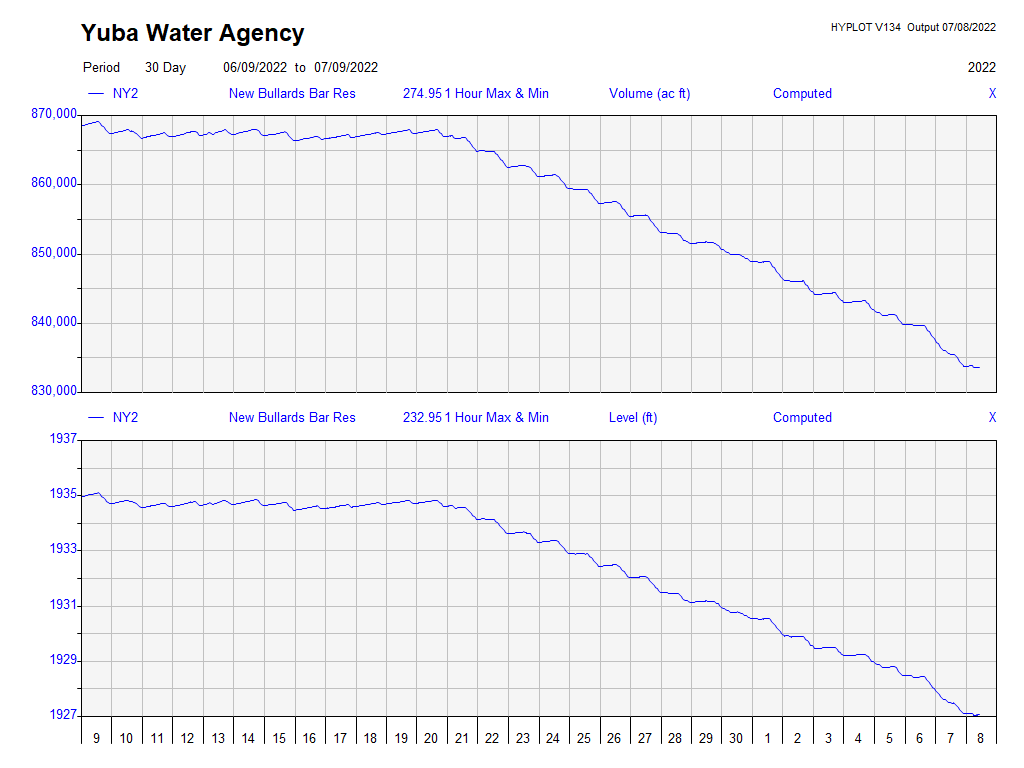 Yuba Water Agency
HYPLOT V134 Output 07/08/2022
Period 30 Day 06/09/2022 to 07/09/2022 2022
NY2 New Bullards Bar Res 274.95 1 Hour Max & Min Volume (ac ft) Computed X
870,000
860,000
850,000
840,000
830,000
NY2 New Bullards Bar Res 232.95 1 Hour Max & Min Level (ft) Computed X
1937
1935
1933
1931
1929
1927
9 10 11 12 13 14 15 16 17 18 19 20 21 22 23 24 25 26 27 28 29 30 1 2 3 4 5 6 7 8